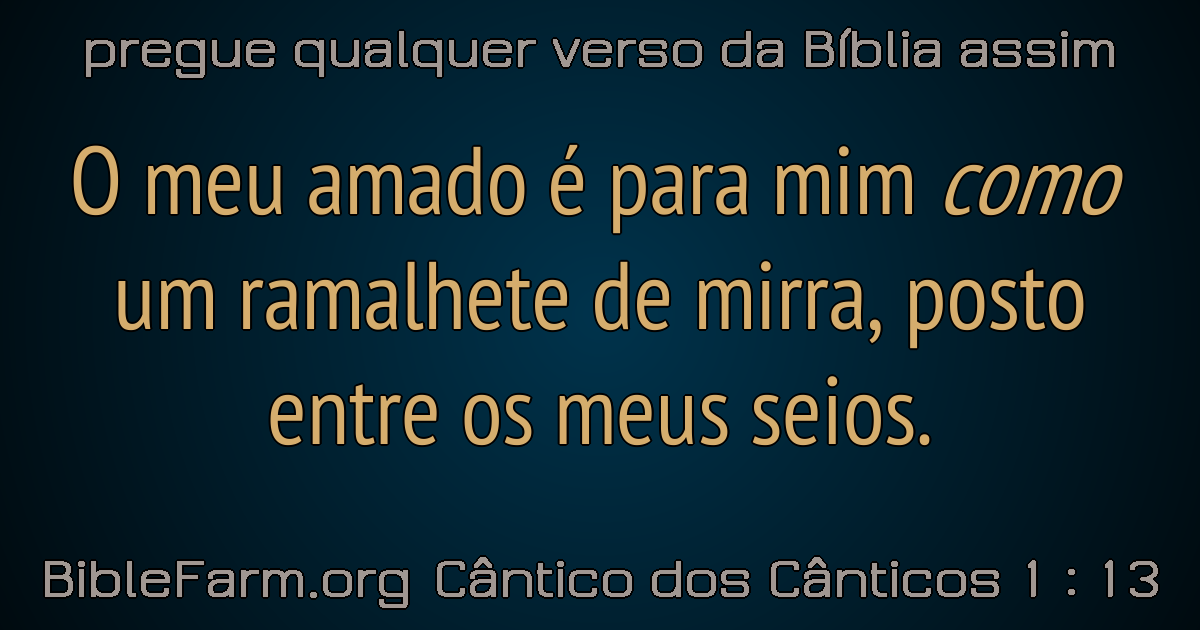 pregue qualquer verso da Bíblia assim
O meu amado é para mim como
um ramalhete de mirra, posto
entre os meus seios.
BibleFarm.org Cântico dos Cânticos 1 : 13